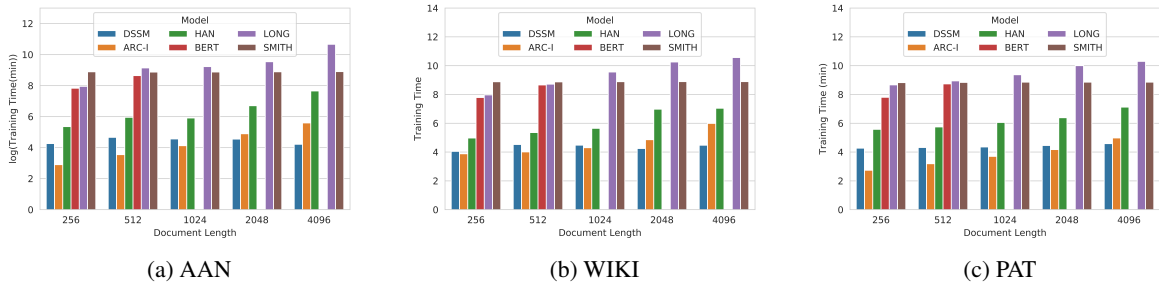 Model
DSSM HAN LONG
ARC-I BERT SMITH
log(Training Time(min))
12
10
8
6
4
2
0
256 512 1024 2048 4096
Document Length
(a) AAN
Model
DSSM HAN LONG
ARC-I BERT SMITH
Training Time
14
12
10
8
6
4
2
0
256 512 1024 2048 4096
Document Length
(b) WIKI
Model
DSSM HAN LONG
ARC-I BERT SMITH
Training Time (min)
14
12
10
8
6
4
2
0
256 512 1024 2048 4096
Document Length
(c) PAT